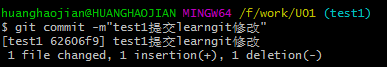 huanghaojian@HUANGHAOJIAN MINGW64 /f/work/U01 (test1)
$ git commit -m"test1提交learngit修改"
[test1 62606f9] test1提交learngit修改
1 file changed, 1 insertion(+), 1 deletion(-)